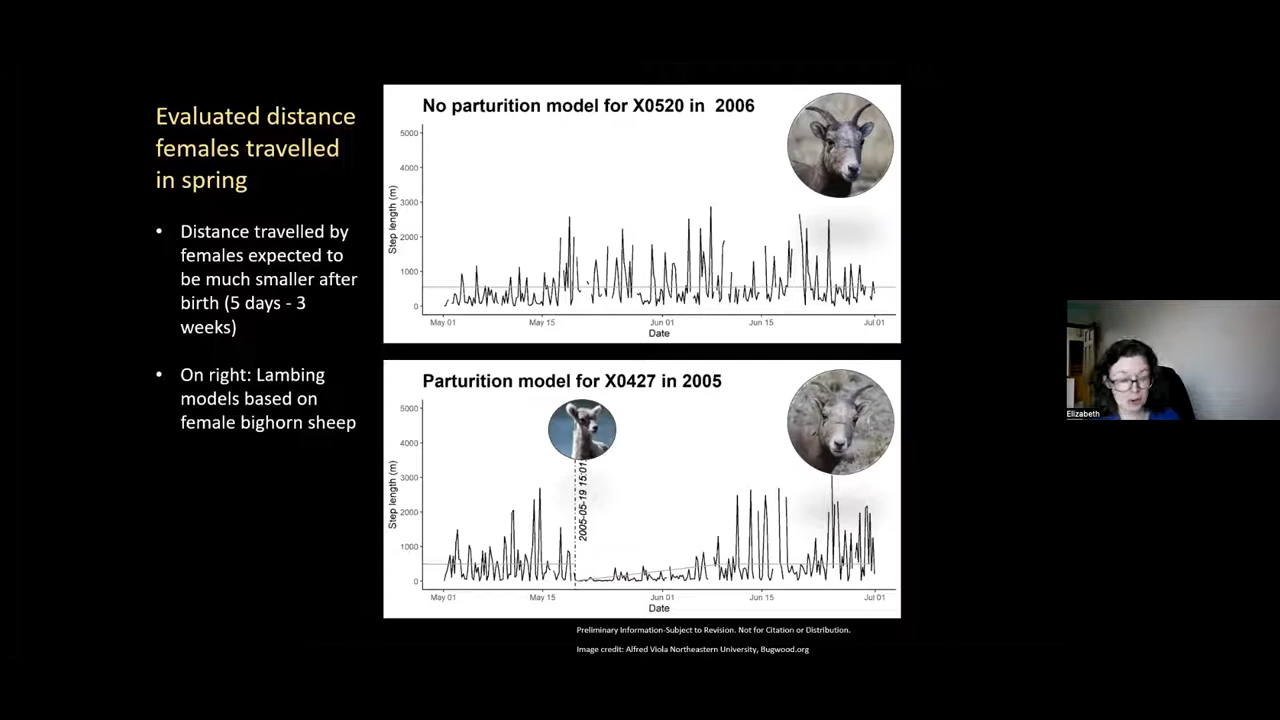 Evaluated distance
females travelled
in spring
• Distance travelled by
females expected to
be much smaller after
birth (5 days - 3
weeks)
• On right: Lambing
models based on
female bighorn sheep
No parturition model for X0520 in 2006
Step length (m)
5000
4000
3000
2000
1000
0
May 01
May 15
Jun 01
Jun 15
Jul 01
Date
Parturition model for X0427 in 2005
Step length (m)
5000
4000
3000
2000
1000
0
2005-05-19 15:01
May 01
May 15
Jun 01
Jun 15
Jul 01
Date
Preliminary Information-Subject to Revision. Not for Citation or Distribution.
Image credit: Alfred Viola Northeastern University, Bugwood.org
Elizabeth